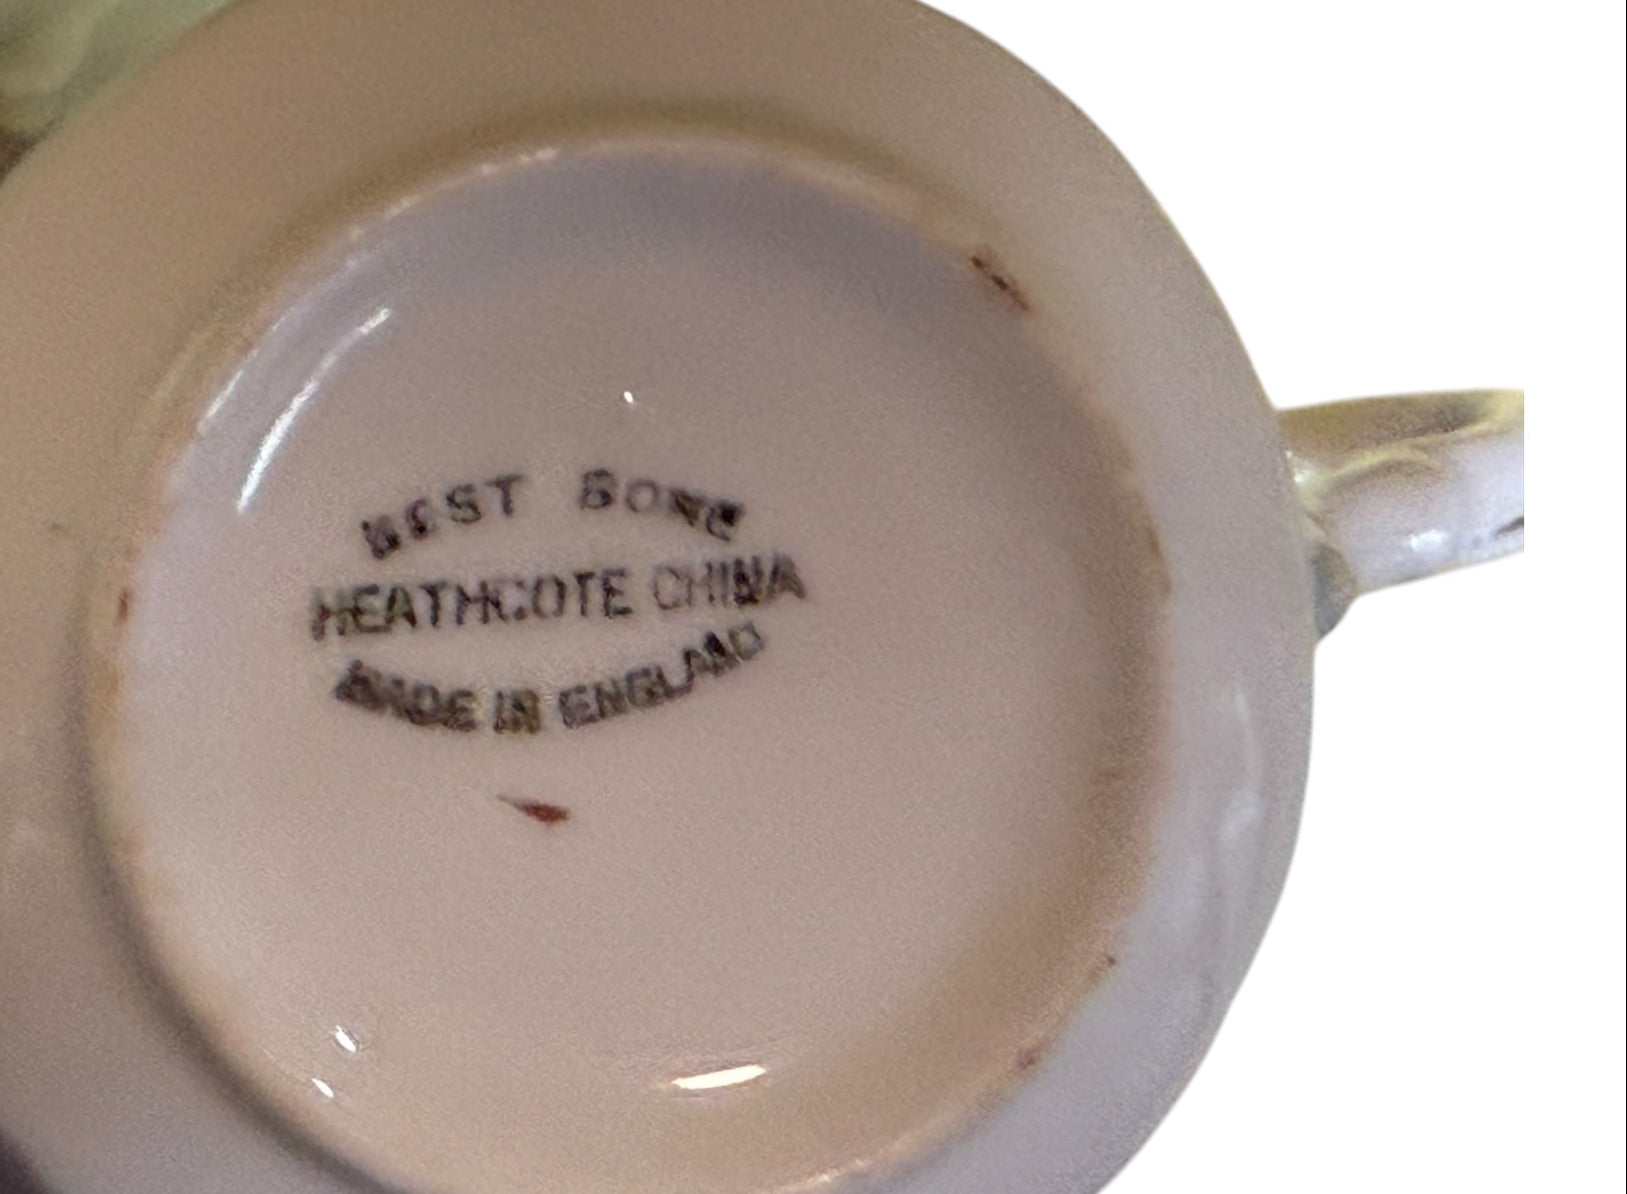 BEST BONE
HEATHCOTE CHINA
MADE IN ENGLAND